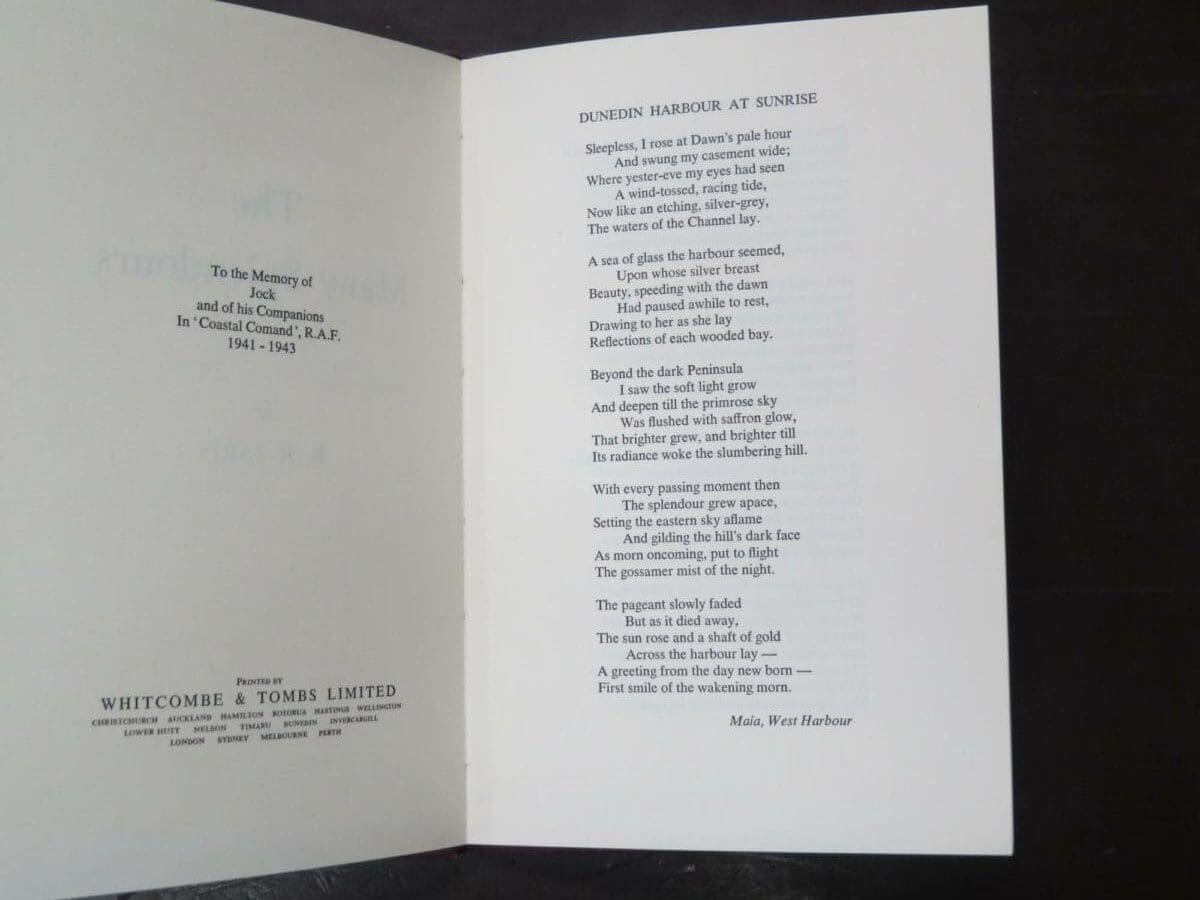 To the Memory of
Jock
and of his Companions
In 'Coastal Comand', R.A.F.
1941 - 1943
PRINTED BY
WHITCOMBE & TOMBS LIMITED
CHRISTCHURCH AUCKLAND HAMILTON ROTORUA HASTINGS WELLINGTON
LOWER HUTT NELSON TIMARU DUNEDIN INVERCARGILL
LONDON SYDNEY MELBOURNE PERTH
DUNEDIN HARBOUR AT SUNRISE
Sleepless, I rose at Dawn's pale hour
And swung my casement wide;
Where yester-eve my eyes had seen
A wind-tossed, racing tide,
Now like an etching, silver-grey,
The waters of the Channel lay.
A sea of glass the harbour seemed,
Upon whose silver breast
Beauty, speeding with the dawn
Had paused awhile to rest,
Drawing to her as she lay
Reflections of each wooded bay.
Beyond the dark Peninsula
I saw the soft light grow
And deepen till the primrose sky
Was flushed with saffron glow,
That brighter grew, and brighter till
Its radiance woke the slumbering hill.
With every passing moment then
The splendour grew apace,
Setting the eastern sky aflame
And gilding the hill's dark face
As morn oncoming, put to flight
The gossamer mist of the night.
The pageant slowly faded
But as it died away,
The sun rose and a shaft of gold
Across the harbour lay —
A greeting from the day new born —
First smile of the wakening morn.
Maia, West Harbour